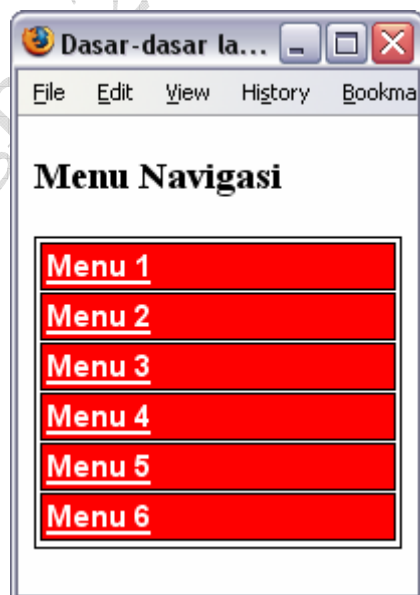 Dasar-dasar la...
File Edit View History Bookma
Menu Navigasi
Menu 1
Menu 2
Menu 3
Menu 4
Menu 5
Menu 6